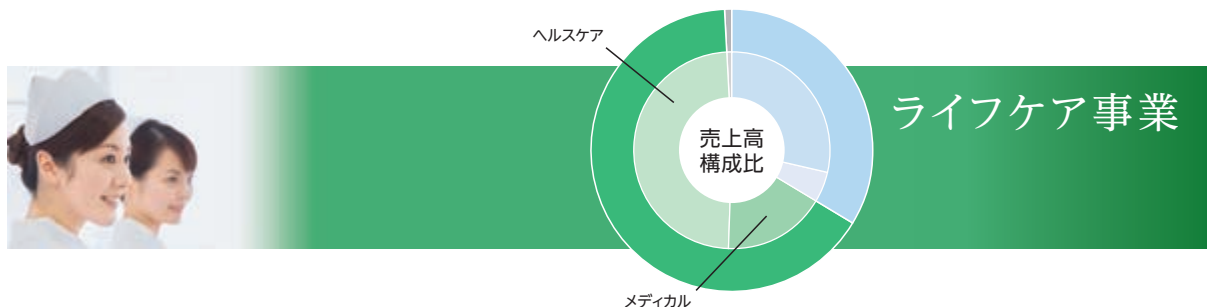 ヘルスケア
ライフケア事業
売上高
構成比
メディカル